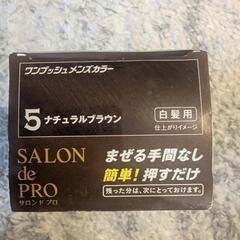 ワンプッシュメンズカラー
5 ナチュラルブラウン
白髪用
仕上がりイメージ
SALON
de
PRO
サロンドプロ
まぜる手間なし
簡単!押すだけ
残った分は、次にとっておけます。